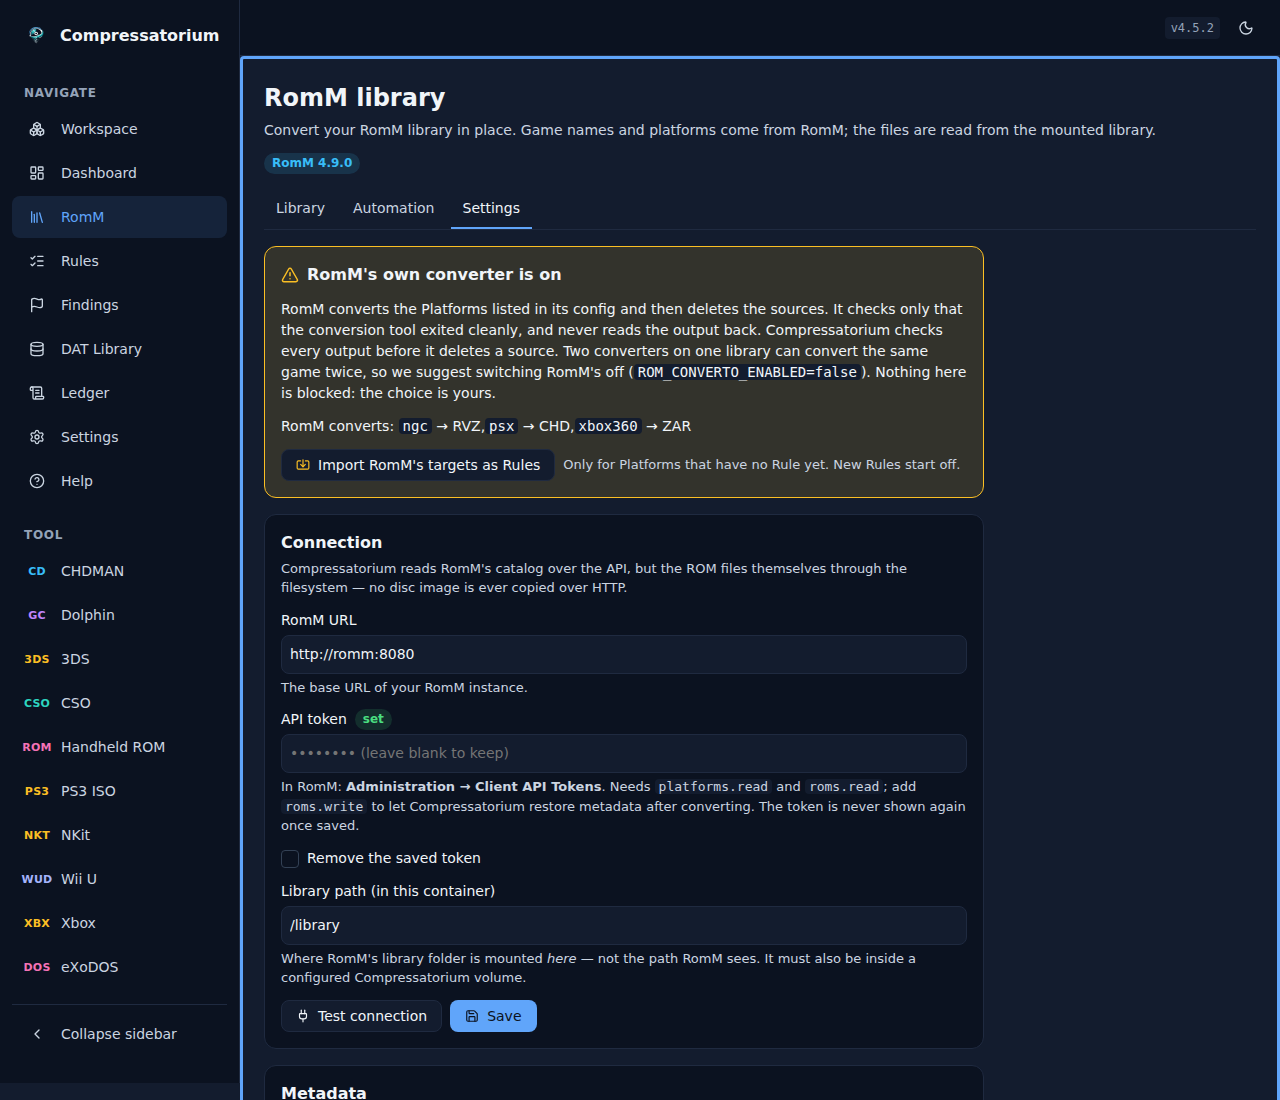 Compressatorium
v4.5.2
NAVIGATE
Workspace
Dashboard
RomM
Rules
Findings
DAT Library
Ledger
Settings
Help
TOOL
CD CHDMAN
GC Dolphin
3DS 3DS
CSO CSO
ROM Handheld ROM
PS3 PS3 ISO
NKT NKit
WUD Wii U
XBX Xbox
DOS eXoDOS
Collapse sidebar
RomM library
Convert your RomM library in place. Game names and platforms come from RomM; the files are read from the mounted library.
RomM 4.9.0
Library Automation Settings
RomM's own converter is on
RomM converts the Platforms listed in its config and then deletes the sources. It checks only that
the conversion tool exited cleanly, and never reads the output back. Compressatorium checks
every output before it deletes a source. Two converters on one library can convert the same
game twice, so we suggest switching RomM's off (ROM_CONVERTO_ENABLED=false). Nothing here
is blocked: the choice is yours.
RomM converts: ngc → RVZ, psx → CHD, xbox360 → ZAR
Import RomM's targets as Rules Only for Platforms that have no Rule yet. New Rules start off.
Connection
Compressatorium reads RomM's catalog over the API, but the ROM files themselves through the
filesystem — no disc image is ever copied over HTTP.
RomM URL
http://romm:8080
The base URL of your RomM instance.
API token set
•••••••• (leave blank to keep)
In RomM: Administration → Client API Tokens. Needs platforms.read and roms.read; add
roms.write to let Compressatorium restore metadata after converting. The token is never shown again
once saved.
Remove the saved token
Library path (in this container)
/library
Where RomM's library folder is mounted here — not the path RomM sees. It must also be inside a
configured Compressatorium volume.
Test connection Save
Metadata